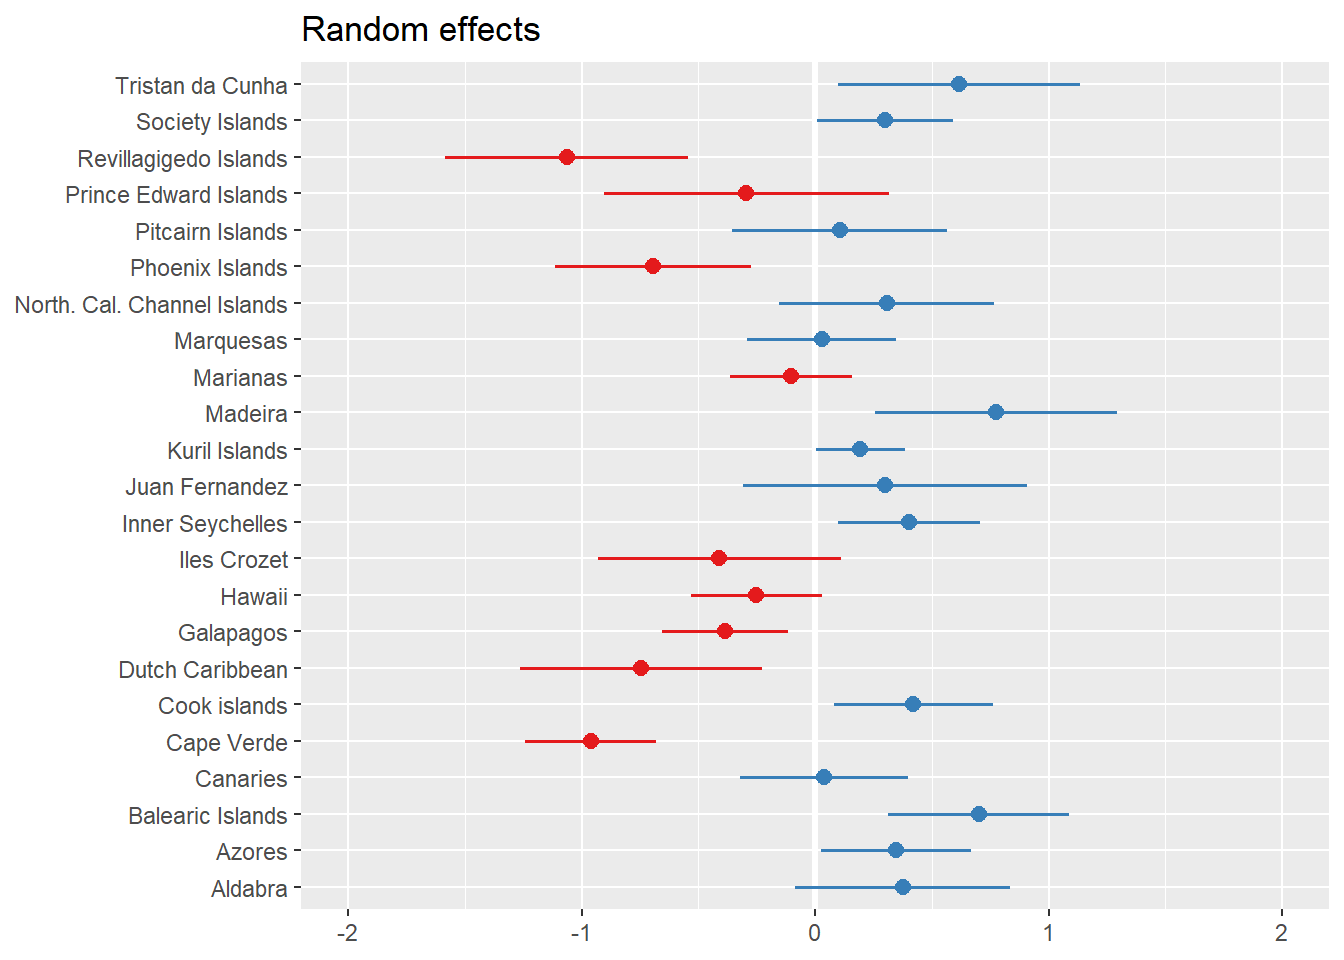 Random effects
Tristan da Cunha
Society Islands
Revillagigedo Islands
Prince Edward Islands
Pitcairn Islands
Phoenix Islands
North. Cal. Channel Islands
Marquesas
Marianas
Madeira
Kuril Islands
Juan Fernandez
Inner Seychelles
Iles Crozet
Hawaii
Galapagos
Dutch Caribbean
Cook islands
Cape Verde
Canaries
Balearic Islands
Azores
Aldabra
-2 -1 0 1 2